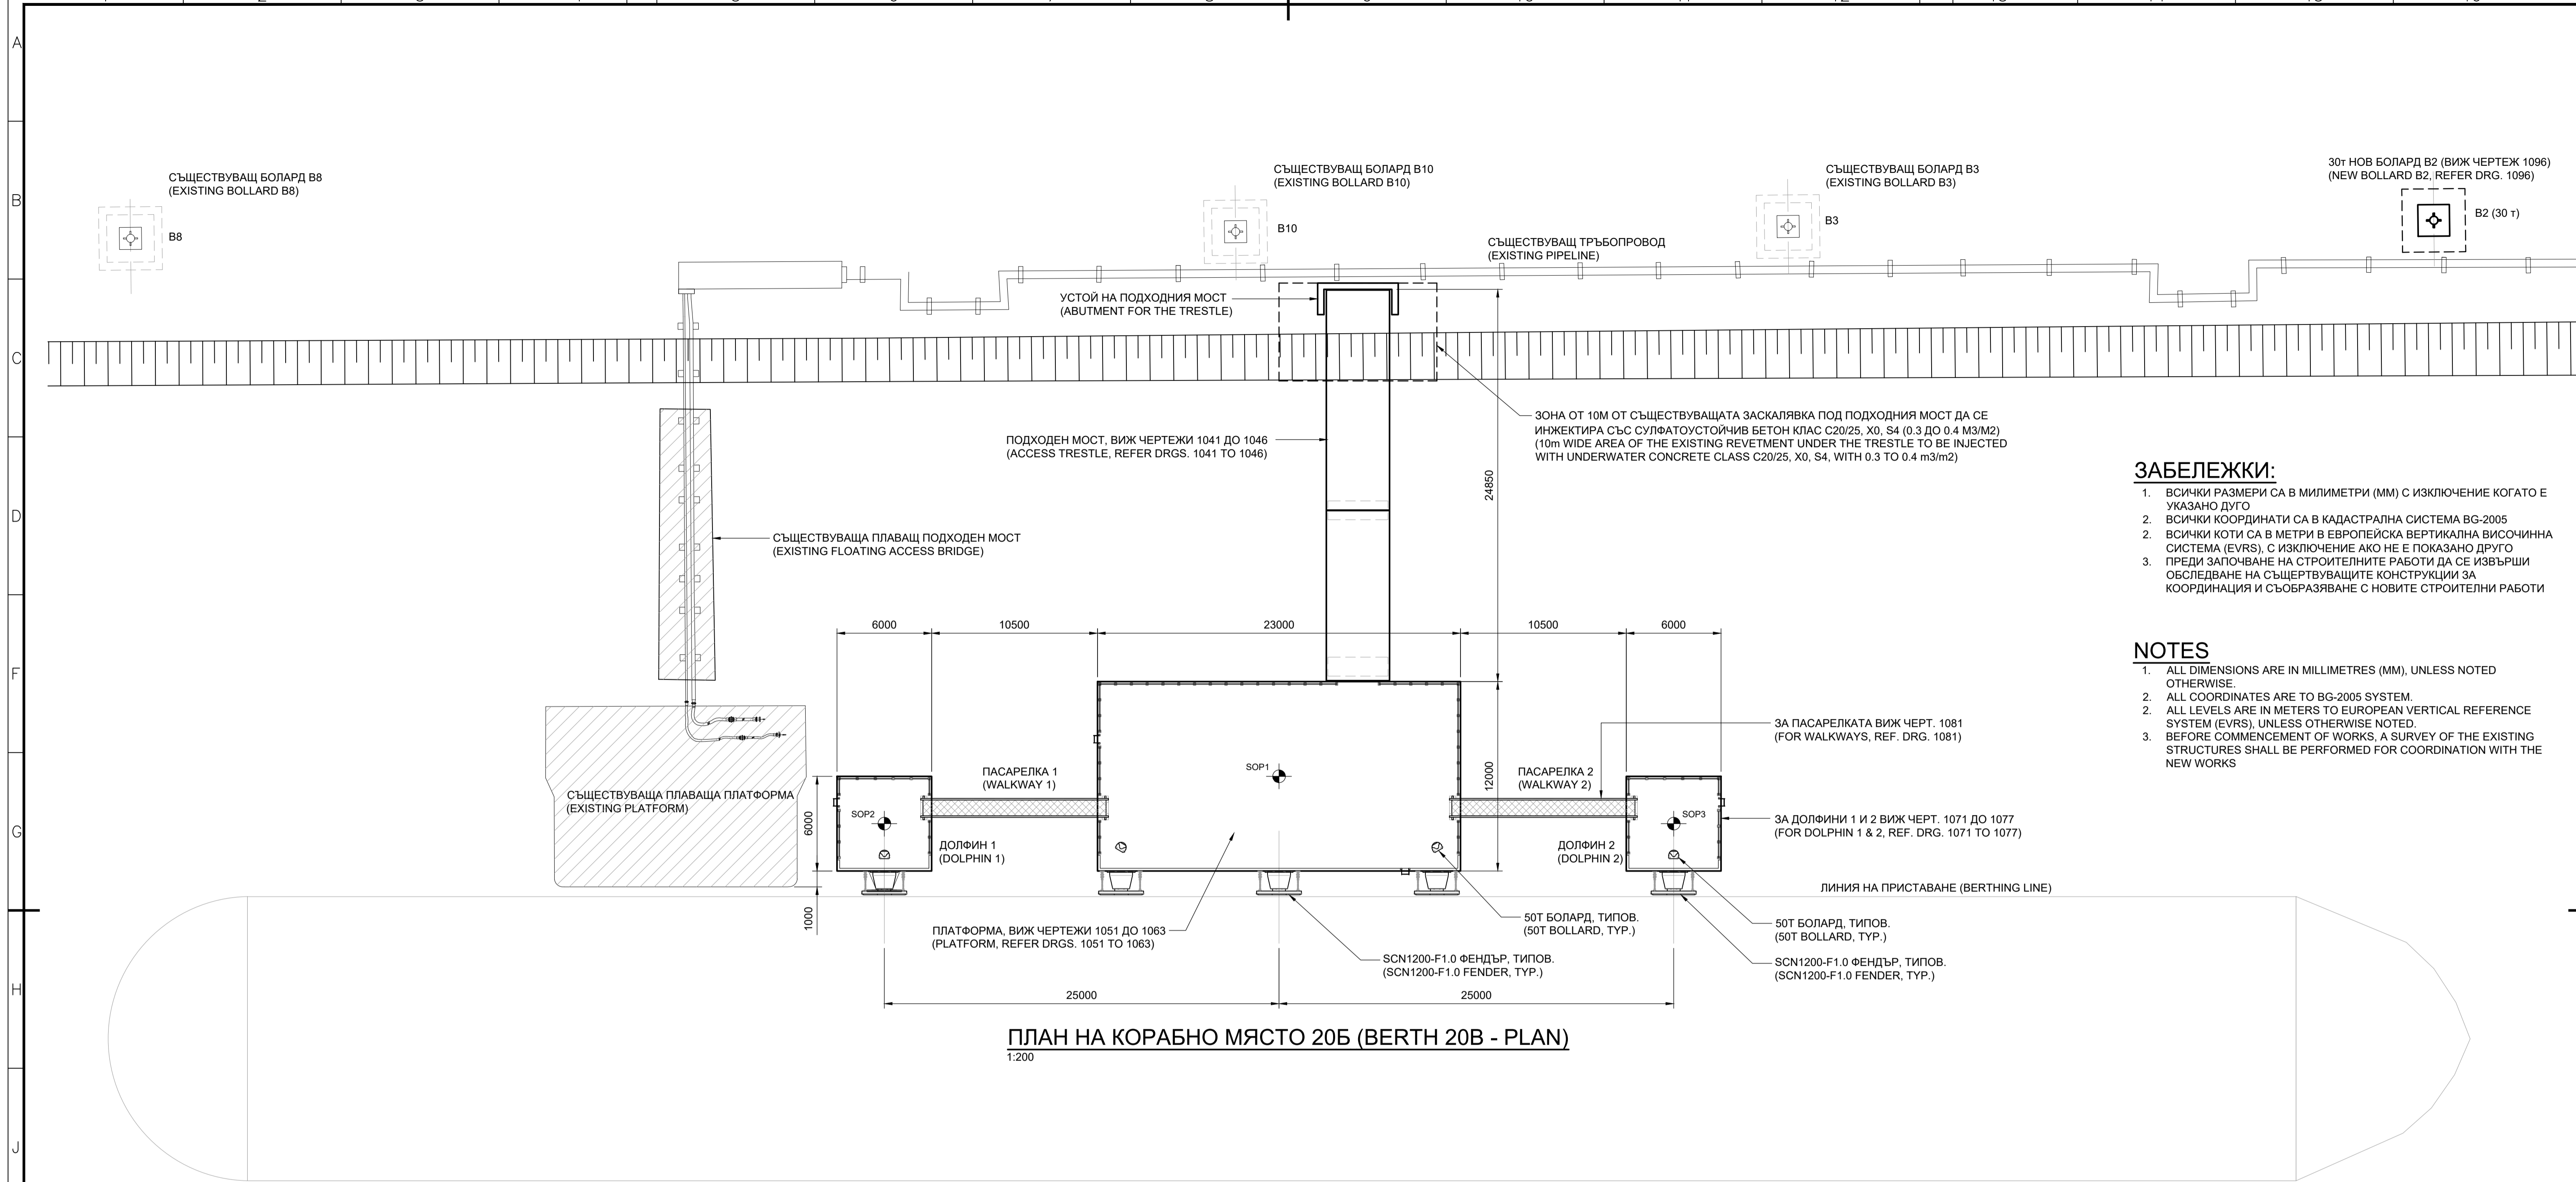 A
B
C
D
F
G
H
J
СЪЩЕСТВУВАЩ БОЛАРД B8
(EXISTING BOLLARD B8)
B8
СЪЩЕСТВУВАЩ БОЛАРД B10
(EXISTING BOLLARD B10)
B10
СЪЩЕСТВУВАЩ БОЛАРД B3
(EXISTING BOLLARD B3)
B3
30т НОВ БОЛАРД B2 (ВИЖ ЧЕРТЕЖ 1096)
(NEW BOLLARD B2, REFER DRG. 1096)
B2 (30 т)
СЪЩЕСТВУВАЩ ТРЪБОПРОВОД
(EXISTING PIPELINE)
УСТОЙ НА ПОДХОДНИЯ МОСТ
(ABUTMENT FOR THE TRESTLE)
ЗОНА ОТ 10М ОТ СЪЩЕСТВУВАЩАТА ЗАСКАЛЯВКА ПОД ПОДХОДНИЯ МОСТ ДА СЕ
ИНЖЕКТИРА СЪС СУЛФАТОУСТОЙЧИВ БЕТОН КЛАС C20/25, X0, S4 (0.3 ДО 0.4 М3/М2)
(10m WIDE AREA OF THE EXISTING REVETMENT UNDER THE TRESTLE TO BE INJECTED
WITH UNDERWATER CONCRETE CLASS C20/25, X0, S4, WITH 0.3 TO 0.4 m3/m2)
ПОДХОДЕН МОСТ, ВИЖ ЧЕРТЕЖИ 1041 ДО 1046
(ACCESS TRESTLE, REFER DRGS. 1041 TO 1046)
24850
СЪЩЕСТВУВАЩА ПЛАВАЩ ПОДХОДЕН МОСТ
(EXISTING FLOATING ACCESS BRIDGE)
ЗАБЕЛЕЖКИ:
1. ВСИЧКИ РАЗМЕРИ СА В МИЛИМЕТРИ (ММ) С ИЗКЛЮЧЕНИЕ КОГАТО Е
УКАЗАНО ДУГО
2. ВСИЧКИ КООРДИНАТИ СА В КАДАСТРАЛНА СИСТЕМА BG-2005
2. ВСИЧКИ КОТИ СА В МЕТРИ В ЕВРОПЕЙСКА ВЕРТИКАЛНА ВИСОЧИННА
СИСТЕМА (EVRS), С ИЗКЛЮЧЕНИЕ АКО НЕ Е ПОКАЗАНО ДРУГО
3. ПРЕДИ ЗАПОЧВАНЕ НА СТРОИТЕЛНИТЕ РАБОТИ ДА СЕ ИЗВЪРШИ
ОБСЛЕДВАНЕ НА СЪЩЕРТВУВАЩИТЕ КОНСТРУКЦИИ ЗА
КООРДИНАЦИЯ И СЪОБРАЗЯВАНЕ С НОВИТЕ СТРОИТЕЛНИ РАБОТИ
NOTES
1. ALL DIMENSIONS ARE IN MILLIMETRES (MM), UNLESS NOTED
OTHERWISE.
2. ALL COORDINATES ARE TO BG-2005 SYSTEM.
2. ALL LEVELS ARE IN METERS TO EUROPEAN VERTICAL REFERENCE
SYSTEM (EVRS), UNLESS OTHERWISE NOTED.
3. BEFORE COMMENCEMENT OF WORKS, A SURVEY OF THE EXISTING
STRUCTURES SHALL BE PERFORMED FOR COORDINATION WITH THE
NEW WORKS
6000
10500
23000
10500
6000
ЗА ПАСАРЕЛКАТА ВИЖ ЧЕРТ. 1081
(FOR WALKWAYS, REF. DRG. 1081)
СЪЩЕСТВУВАЩА ПЛАВАЩА ПЛАТФОРМА
(EXISTING PLATFORM)
6000
1000
SOP2
ПАСАРЕЛКА 1
(WALKWAY 1)
SOP1
ПАСАРЕЛКА 2
(WALKWAY 2)
12000
SOP3
ДОЛФИН 1
(DOLPHIN 1)
ДОЛФИН 2
(DOLPHIN 2)
ЗА ДОЛФИНИ 1 И 2 ВИЖ ЧЕРТ. 1071 ДО 1077
(FOR DOLPHIN 1 & 2, REF. DRG. 1071 TO 1077)
ЛИНИЯ НА ПРИСТАВАНЕ (BERTHING LINE)
ПЛАТФОРМА, ВИЖ ЧЕРТЕЖИ 1051 ДО 1063
(PLATFORM, REFER DRGS. 1051 TO 1063)
50Т БОЛАРД, ТИПОВ.
(50T BOLLARD, TYP.)
50Т БОЛАРД, ТИПОВ.
(50T BOLLARD, TYP.)
SCN1200-F1.0 ФЕНДЪР, ТИПОВ.
(SCN1200-F1.0 FENDER, TYP.)
SCN1200-F1.0 ФЕНДЪР, ТИПОВ.
(SCN1200-F1.0 FENDER, TYP.)
25000
25000
ПЛАН НА КОРАБНО МЯСТО 20Б (BERTH 20B - PLAN)
1:200